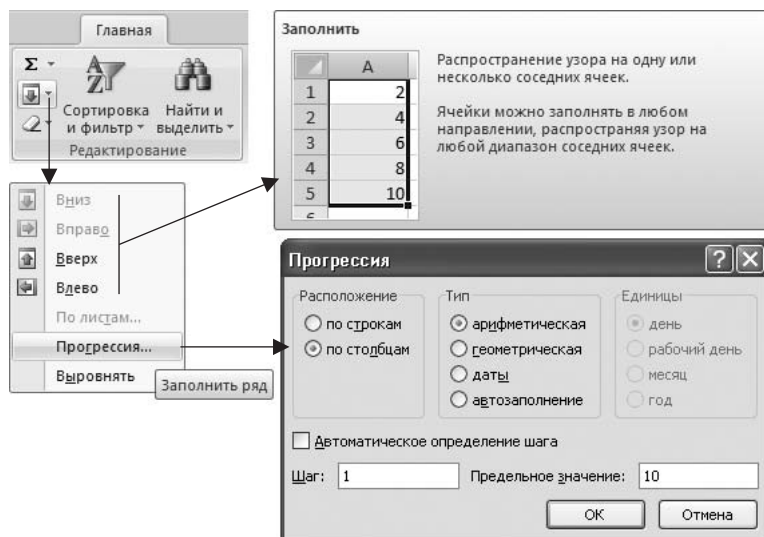 Главная
Σ
А
Я
Сортировка
и фильтр
Найти и
выделить
Редактирование
Вниз
Вправо
Вверх
Влево
По листам...
Прогрессия...
Выровнять
Заполнить ряд
Заполнить
A
1 2
2 4
3 6
4 8
5 10
6
Распространение узора на одну или
несколько соседних ячеек.
Ячейки можно заполнять в любом
направлении, распространяя узор на
любой диапазон соседних ячеек.
Прогрессия
Расположение
по строкам
по столбцам
Тип
арифметическая
геометрическая
даты
автозаполнение
Единицы
день
рабочий день
месяц
год
Автоматическое определение шага
Шаг: 1 Предельное значение: 10
ОК Отмена